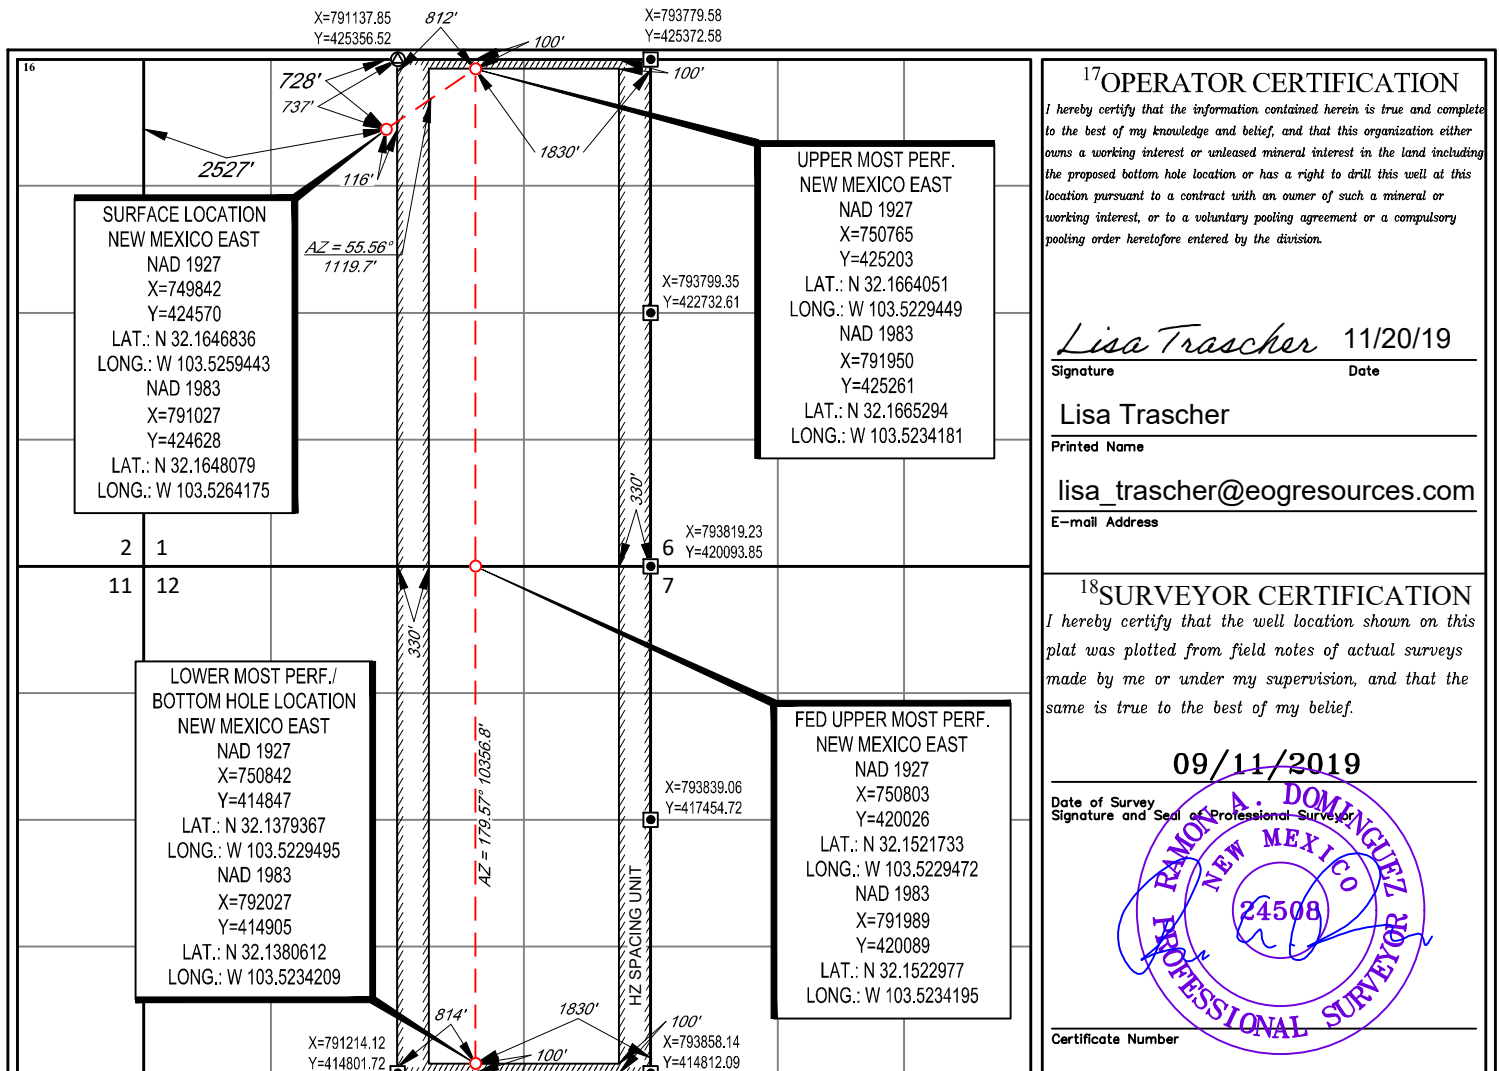 X=791137.85
Y=425356.52
812'
100'
X=793779.58
Y=425372.58
16
728'
737'
2527'
116'
1830'
100'
AZ = 55.56°
1119.7'
SURFACE LOCATION
NEW MEXICO EAST
NAD 1927
X=749842
Y=424570
LAT.: N 32.1646836
LONG.: W 103.5259443
NAD 1983
X=791027
Y=424628
LAT.: N 32.1648079
LONG.: W 103.5264175
UPPER MOST PERF.
NEW MEXICO EAST
NAD 1927
X=750765
Y=425203
LAT.: N 32.1664051
LONG.: W 103.5229449
NAD 1983
X=791950
Y=425261
LAT.: N 32.1665294
LONG.: W 103.5234181
X=793799.35
Y=422732.61
330'
X=793819.23
Y=420093.85
2 1
11 12
6
7
330'
LOWER MOST PERF./
BOTTOM HOLE LOCATION
NEW MEXICO EAST
NAD 1927
X=750842
Y=414847
LAT.: N 32.1379367
LONG.: W 103.5229495
NAD 1983
X=792027
Y=414905
LAT.: N 32.1380612
LONG.: W 103.5234209
AZ = 179.57° 10356.8'
X=793839.06
Y=417454.72
HZ SPACING UNIT
FED UPPER MOST PERF.
NEW MEXICO EAST
NAD 1927
X=750803
Y=420026
LAT.: N 32.1521733
LONG.: W 103.5229472
NAD 1983
X=791989
Y=420089
LAT.: N 32.1522977
LONG.: W 103.5234195
X=791214.12
Y=414801.72
814'
100'
1830'
100'
X=793858.14
Y=414812.09
17OPERATOR CERTIFICATION
I hereby certify that the information contained herein is true and complete
to the best of my knowledge and belief, and that this organization either
owns a working interest or unleased mineral interest in the land including
the proposed bottom hole location or has a right to drill this well at this
location pursuant to a contract with an owner of such a mineral or
working interest, or to a voluntary pooling agreement or a compulsory
pooling order heretofore entered by the division.
Lisa Trascher 11/20/19
Signature Date
Lisa Trascher
Printed Name
lisa_trascher@eogresources.com
E-mail Address
18SURVEYOR CERTIFICATION
I hereby certify that the well location shown on this
plat was plotted from field notes of actual surveys
made by me or under my supervision, and that the
same is true to the best of my belief.
09/11/2019
Date of Survey
Signature and Seal of Professional Surveyor
RAMON A. DOMINGUEZ
NEW MEXICO
24508
PROFESSIONAL SURVEYOR
Certificate Number